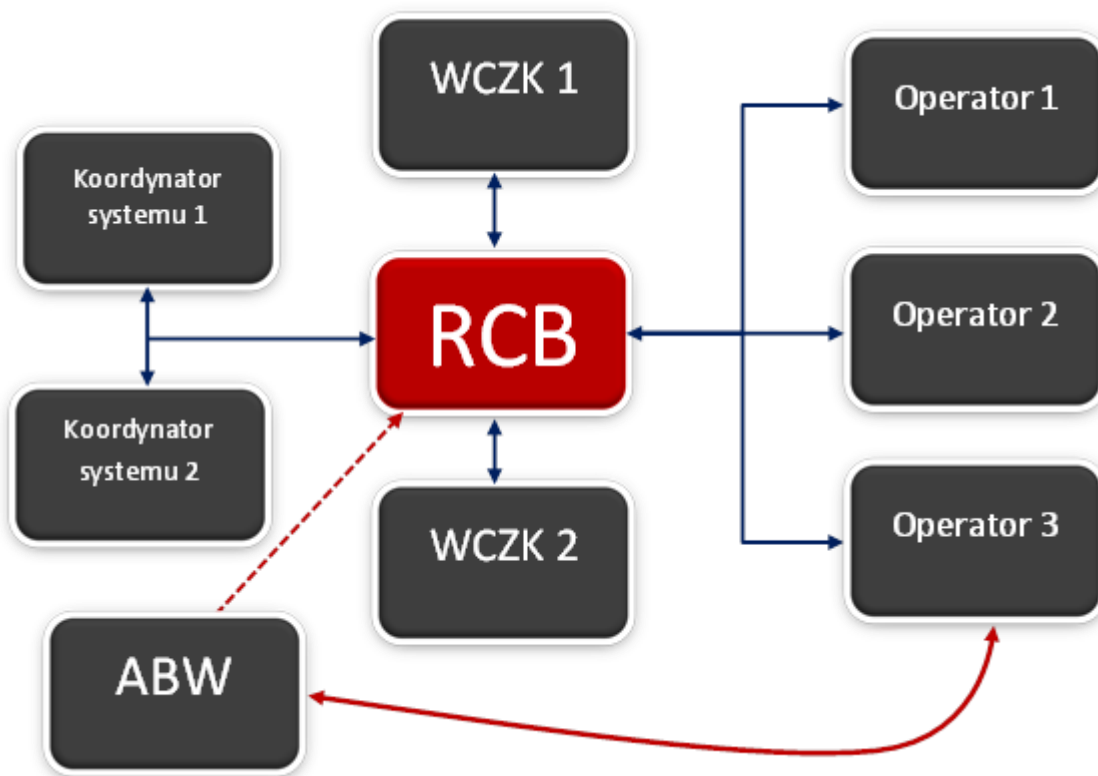 WCZK 1
Operator 1
Koordynator
systemu 1
RCB
Operator 2
Koordynator
systemu 2
WCZK 2
Operator 3
ABW